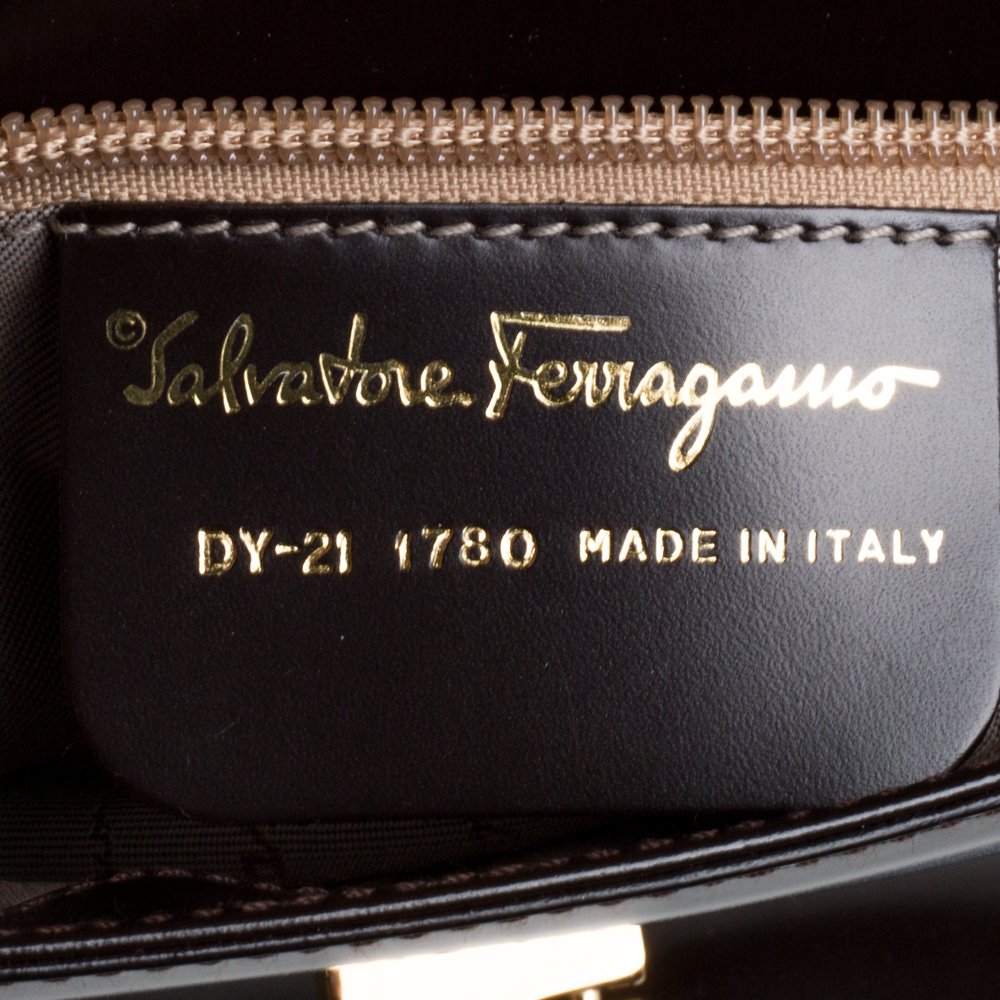 © Salvatore Ferragamo
DY-21 1780 MADE IN ITALY